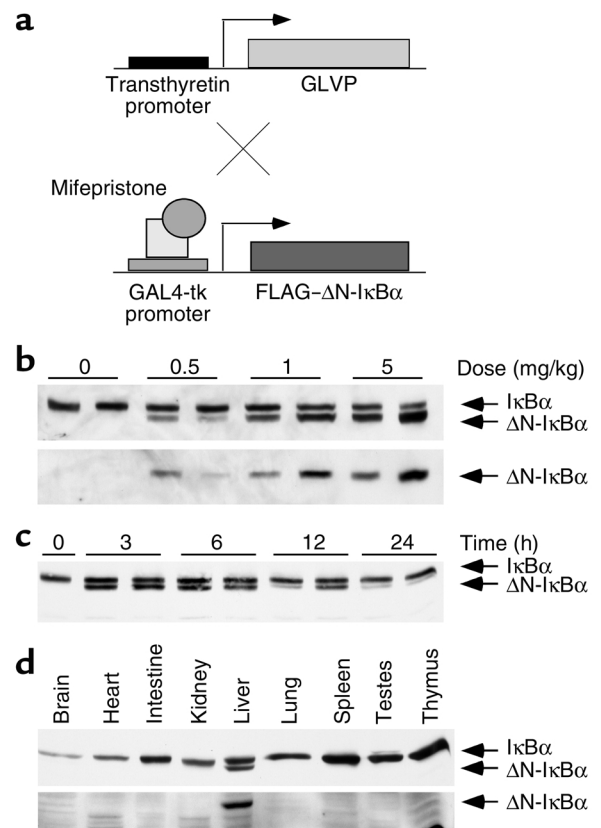 a
Transthyretin
promoter
GLVP
Mifepristone
GAL4-tk
promoter
FLAG–ΔN-IκBα
b
0 0.5 1 5 Dose (mg/kg)
IκBα
ΔN-IκBα
ΔN-IκBα
c
0 3 6 12 24 Time (h)
IκBα
ΔN-IκBα
d
Brain Heart Intestine Kidney Liver Lung Spleen Testes Thymus
IκBα
ΔN-IκBα
ΔN-IκBα